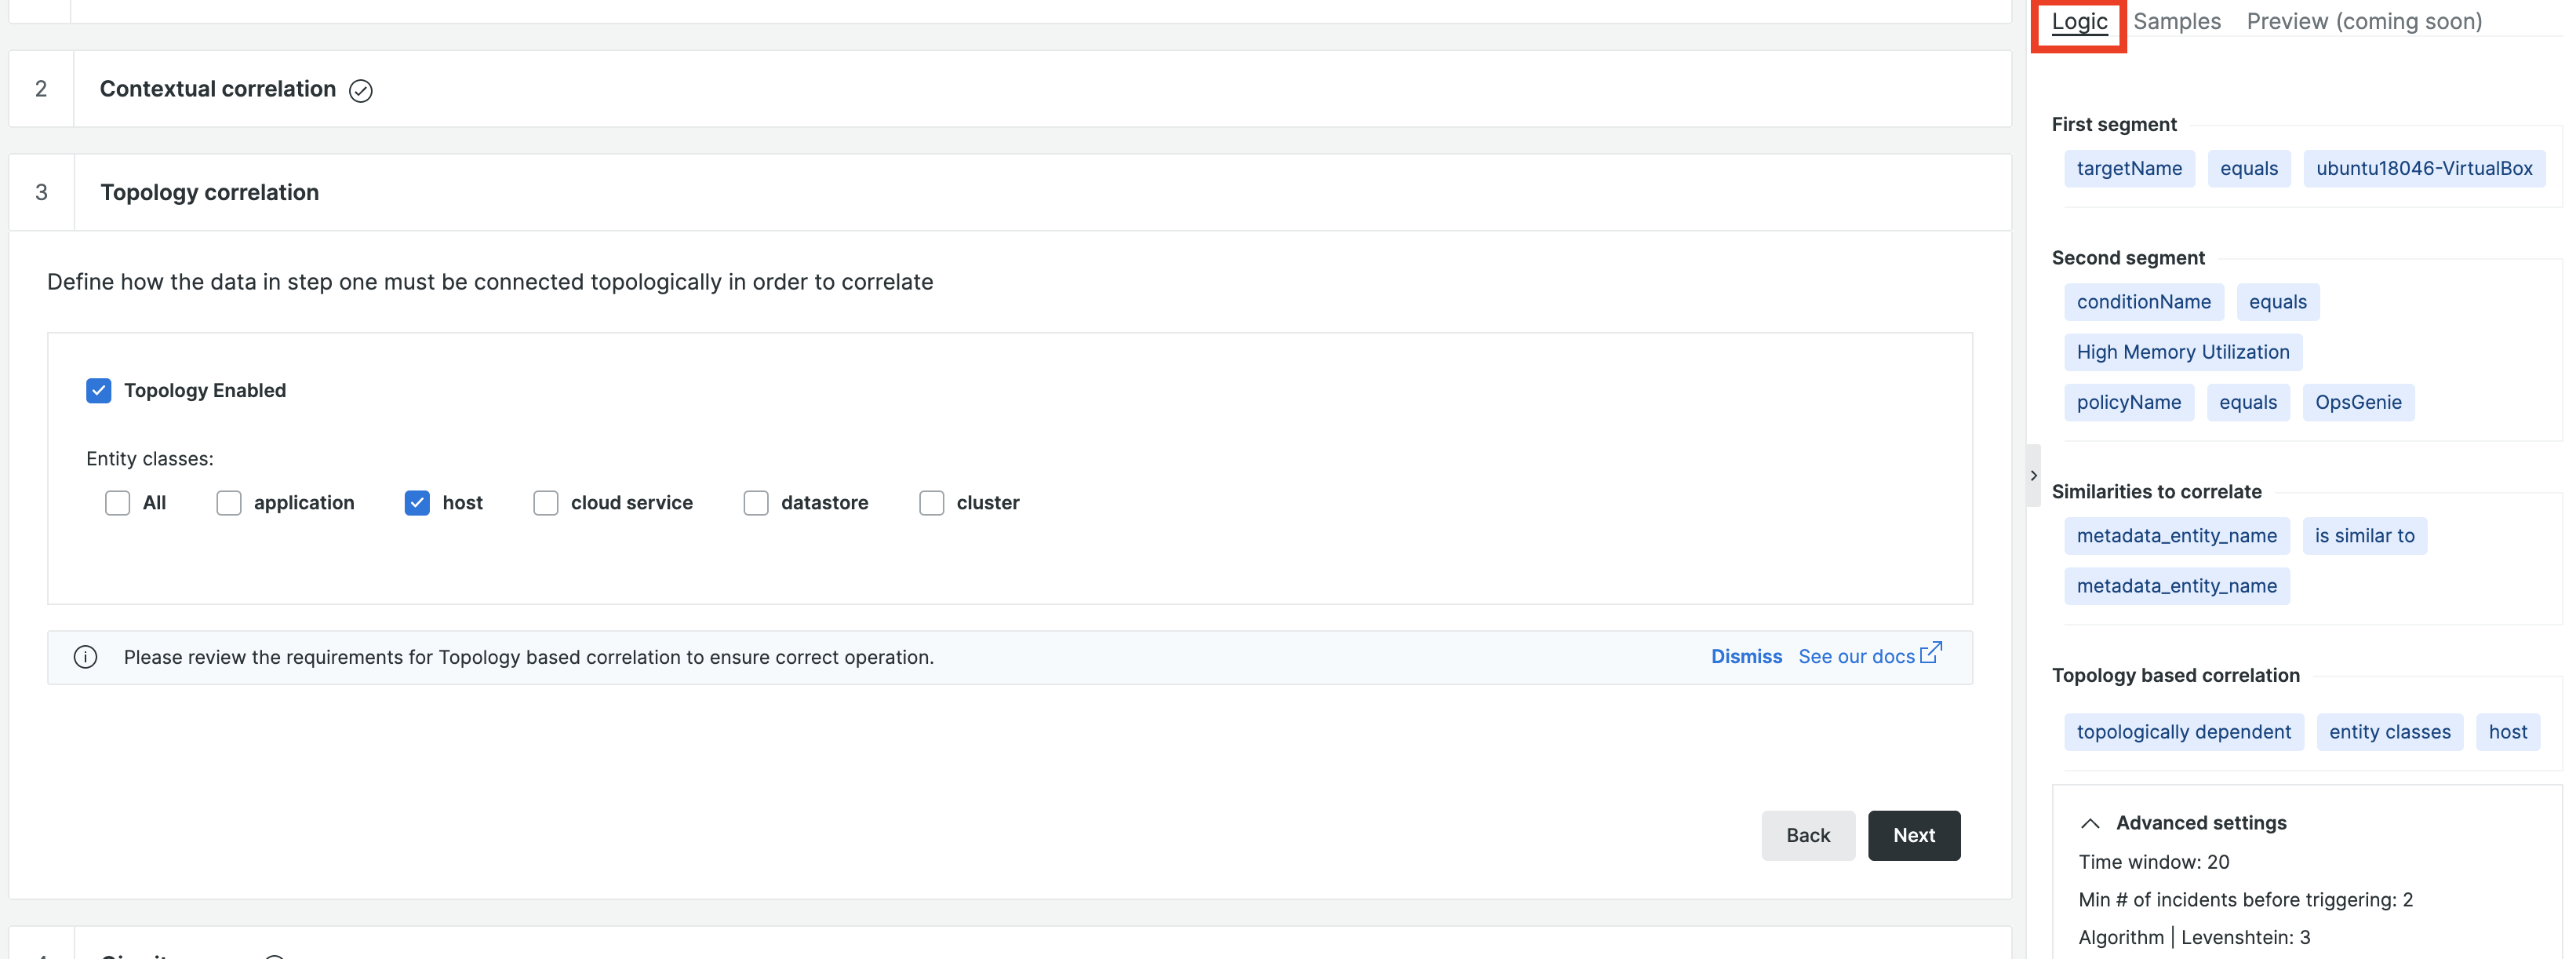 2 Contextual correlation
3 Topology correlation
Define how the data in step one must be connected topologically in order to correlate
Topology Enabled
Entity classes:
All application host cloud service datastore cluster
Please review the requirements for Topology based correlation to ensure correct operation. Dismiss See our docs
Back Next
Logic Samples Preview (coming soon)
First segment
targetName equals ubuntu18046-VirtualBox
Second segment
conditionName equals
High Memory Utilization
policyName equals OpsGenie
Similarities to correlate
metadata_entity_name is similar to
metadata_entity_name
Topology based correlation
topologically dependent entity classes host
Advanced settings
Time window: 20
Min # of incidents before triggering: 2
Algorithm | Levenshtein: 3